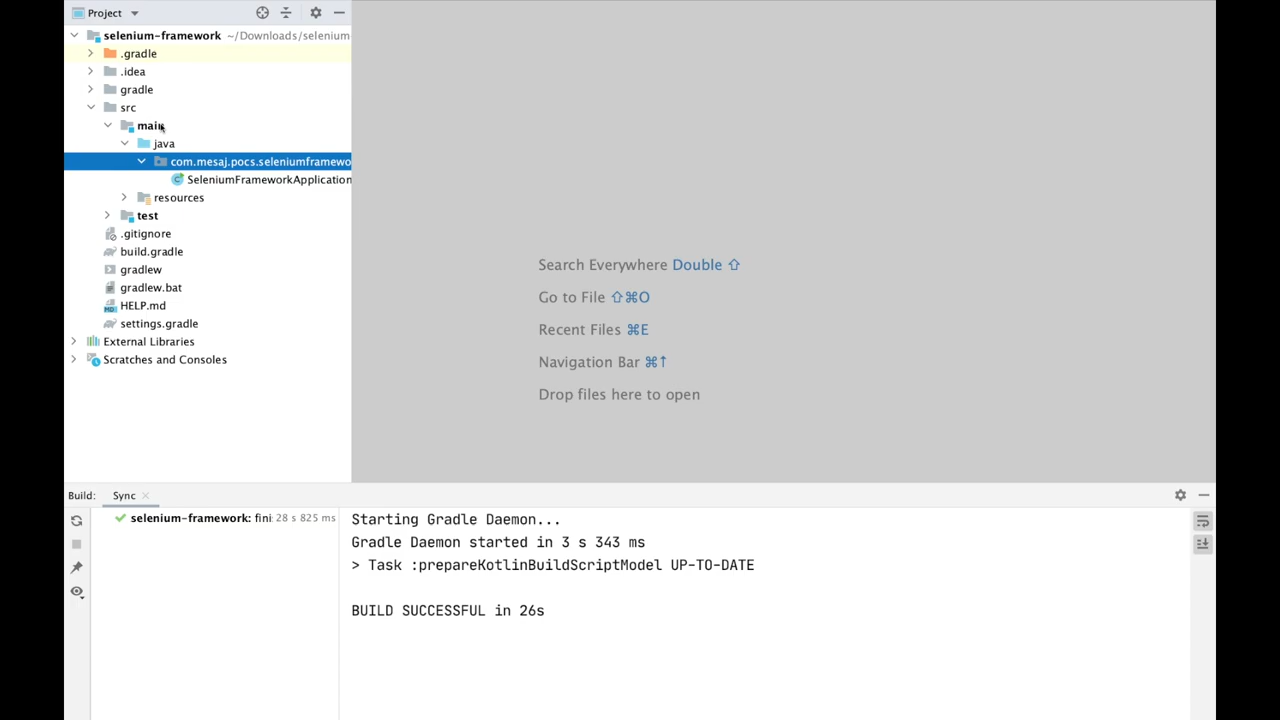 Project
selenium-framework ~/Downloads/selenium-
.gradle
.idea
gradle
src
main
java
com.mesaj.pocs.seleniumframewo
SeleniumFrameworkApplication
resources
test
.gitignore
build.gradle
gradlew
gradlew.bat
HELP.md
settings.gradle
External Libraries
Scratches and Consoles
Search Everywhere Double ⇧
Go to File ⇧⌘O
Recent Files ⌘E
Navigation Bar ⌘↑
Drop files here to open
Build: Sync
selenium-framework: fini 28 s 825 ms
Starting Gradle Daemon...
Gradle Daemon started in 3 s 343 ms
> Task :prepareKotlinBuildScriptModel UP-TO-DATE
BUILD SUCCESSFUL in 26s